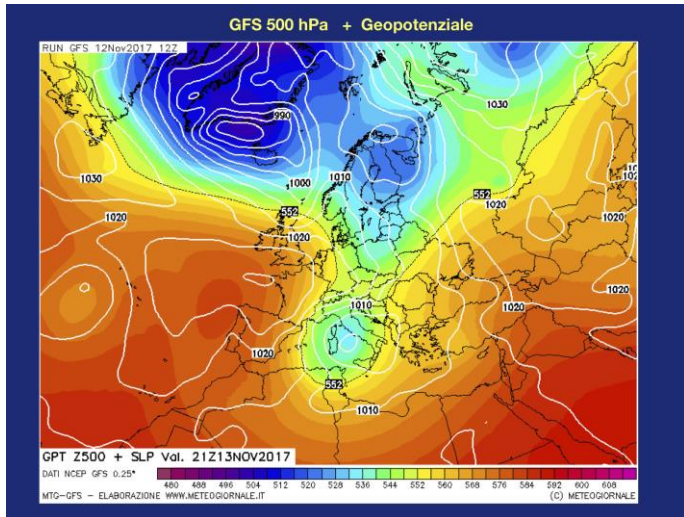 GFS 500 hPa + Geopotenziale
RUN GFS 12Nov2017 12Z
1030
990
1030
1010
1000
1020
552
1020
552
1020
1020
1020
1010
1020
1020
552
1010
GPT Z500 + SLP Val. 21Z13NOV2017
DATI NCEP GFS 0.25°
480 488 496 504 512 520 528 536 544 552 560 568 576 584 592 600 608
MTG-GFS – ELABORAZIONE WWW.METEOGIORNALE.IT
(C) METEOGIORNALE